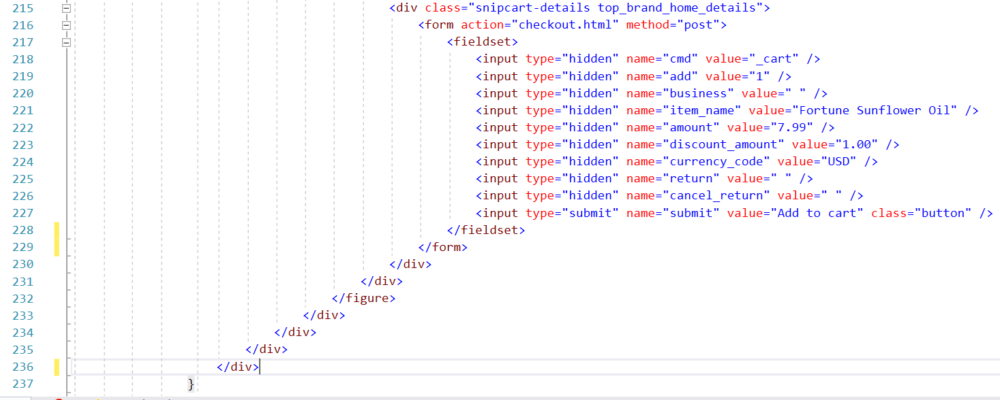 215 <div class="snipcart-details top_brand_home_details">
216 <form action="checkout.html" method="post">
217 <fieldset>
218 <input type="hidden" name="cmd" value="_cart" />
219 <input type="hidden" name="add" value="1" />
220 <input type="hidden" name="business" value=" " />
221 <input type="hidden" name="item_name" value="Fortune Sunflower Oil" />
222 <input type="hidden" name="amount" value="7.99" />
223 <input type="hidden" name="discount_amount" value="1.00" />
224 <input type="hidden" name="currency_code" value="USD" />
225 <input type="hidden" name="return" value=" " />
226 <input type="hidden" name="cancel_return" value=" " />
227 <input type="submit" name="submit" value="Add to cart" class="button" />
228 </fieldset>
229 </form>
230 </div>
231 </div>
232 </figure>
233 </div>
234 </div>
235 </div>
236 </div>
237 }